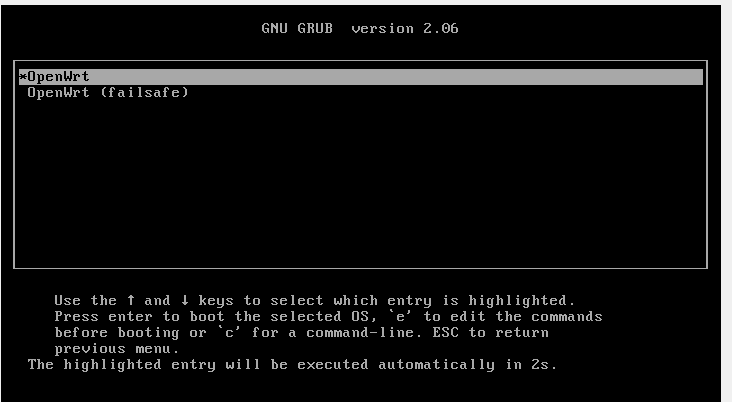 GNU GRUB  version 2.06
*OpenWrt
OpenWrt (failsafe)
Use the ↑ and ↓ keys to select which entry is highlighted.
Press enter to boot the selected OS, `e' to edit the commands
before booting or `c' for a command-line. ESC to return
previous menu.
The highlighted entry will be executed automatically in 2s.